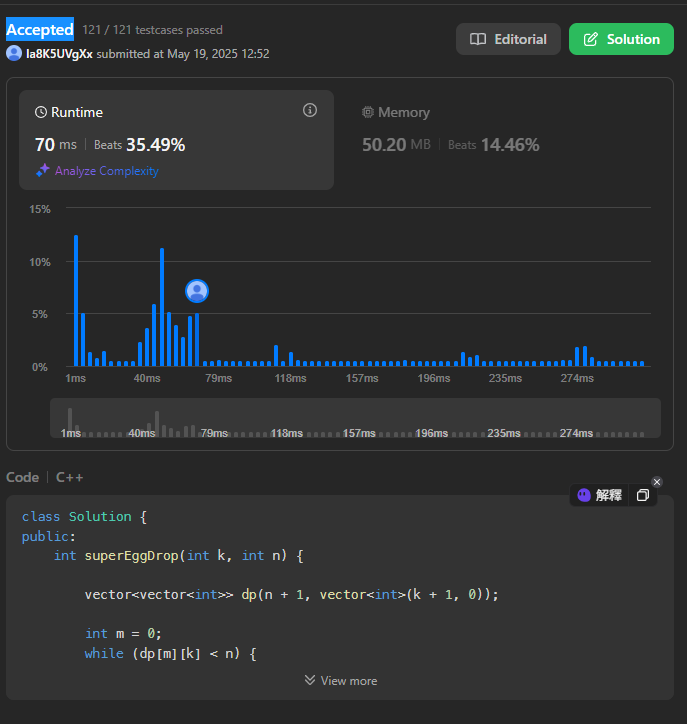 Accepted 121 / 121 testcases passed
la8K5UVgXx submitted at May 19, 2025 12:52
Editorial
Solution
Runtime
70 ms Beats 35.49%
Analyze Complexity
Memory
50.20 MB Beats 14.46%
15%
10%
5%
0%
1ms 40ms 79ms 118ms 157ms 196ms 235ms 274ms
1ms 40ms 79ms 118ms 157ms 196ms 235ms 274ms
Code C++
解釋
class Solution {
public:
    int superEggDrop(int k, int n) {
        vector<vector<int>> dp(n + 1, vector<int>(k + 1, 0));
        int m = 0;
        while (dp[m][k] < n) {
View more